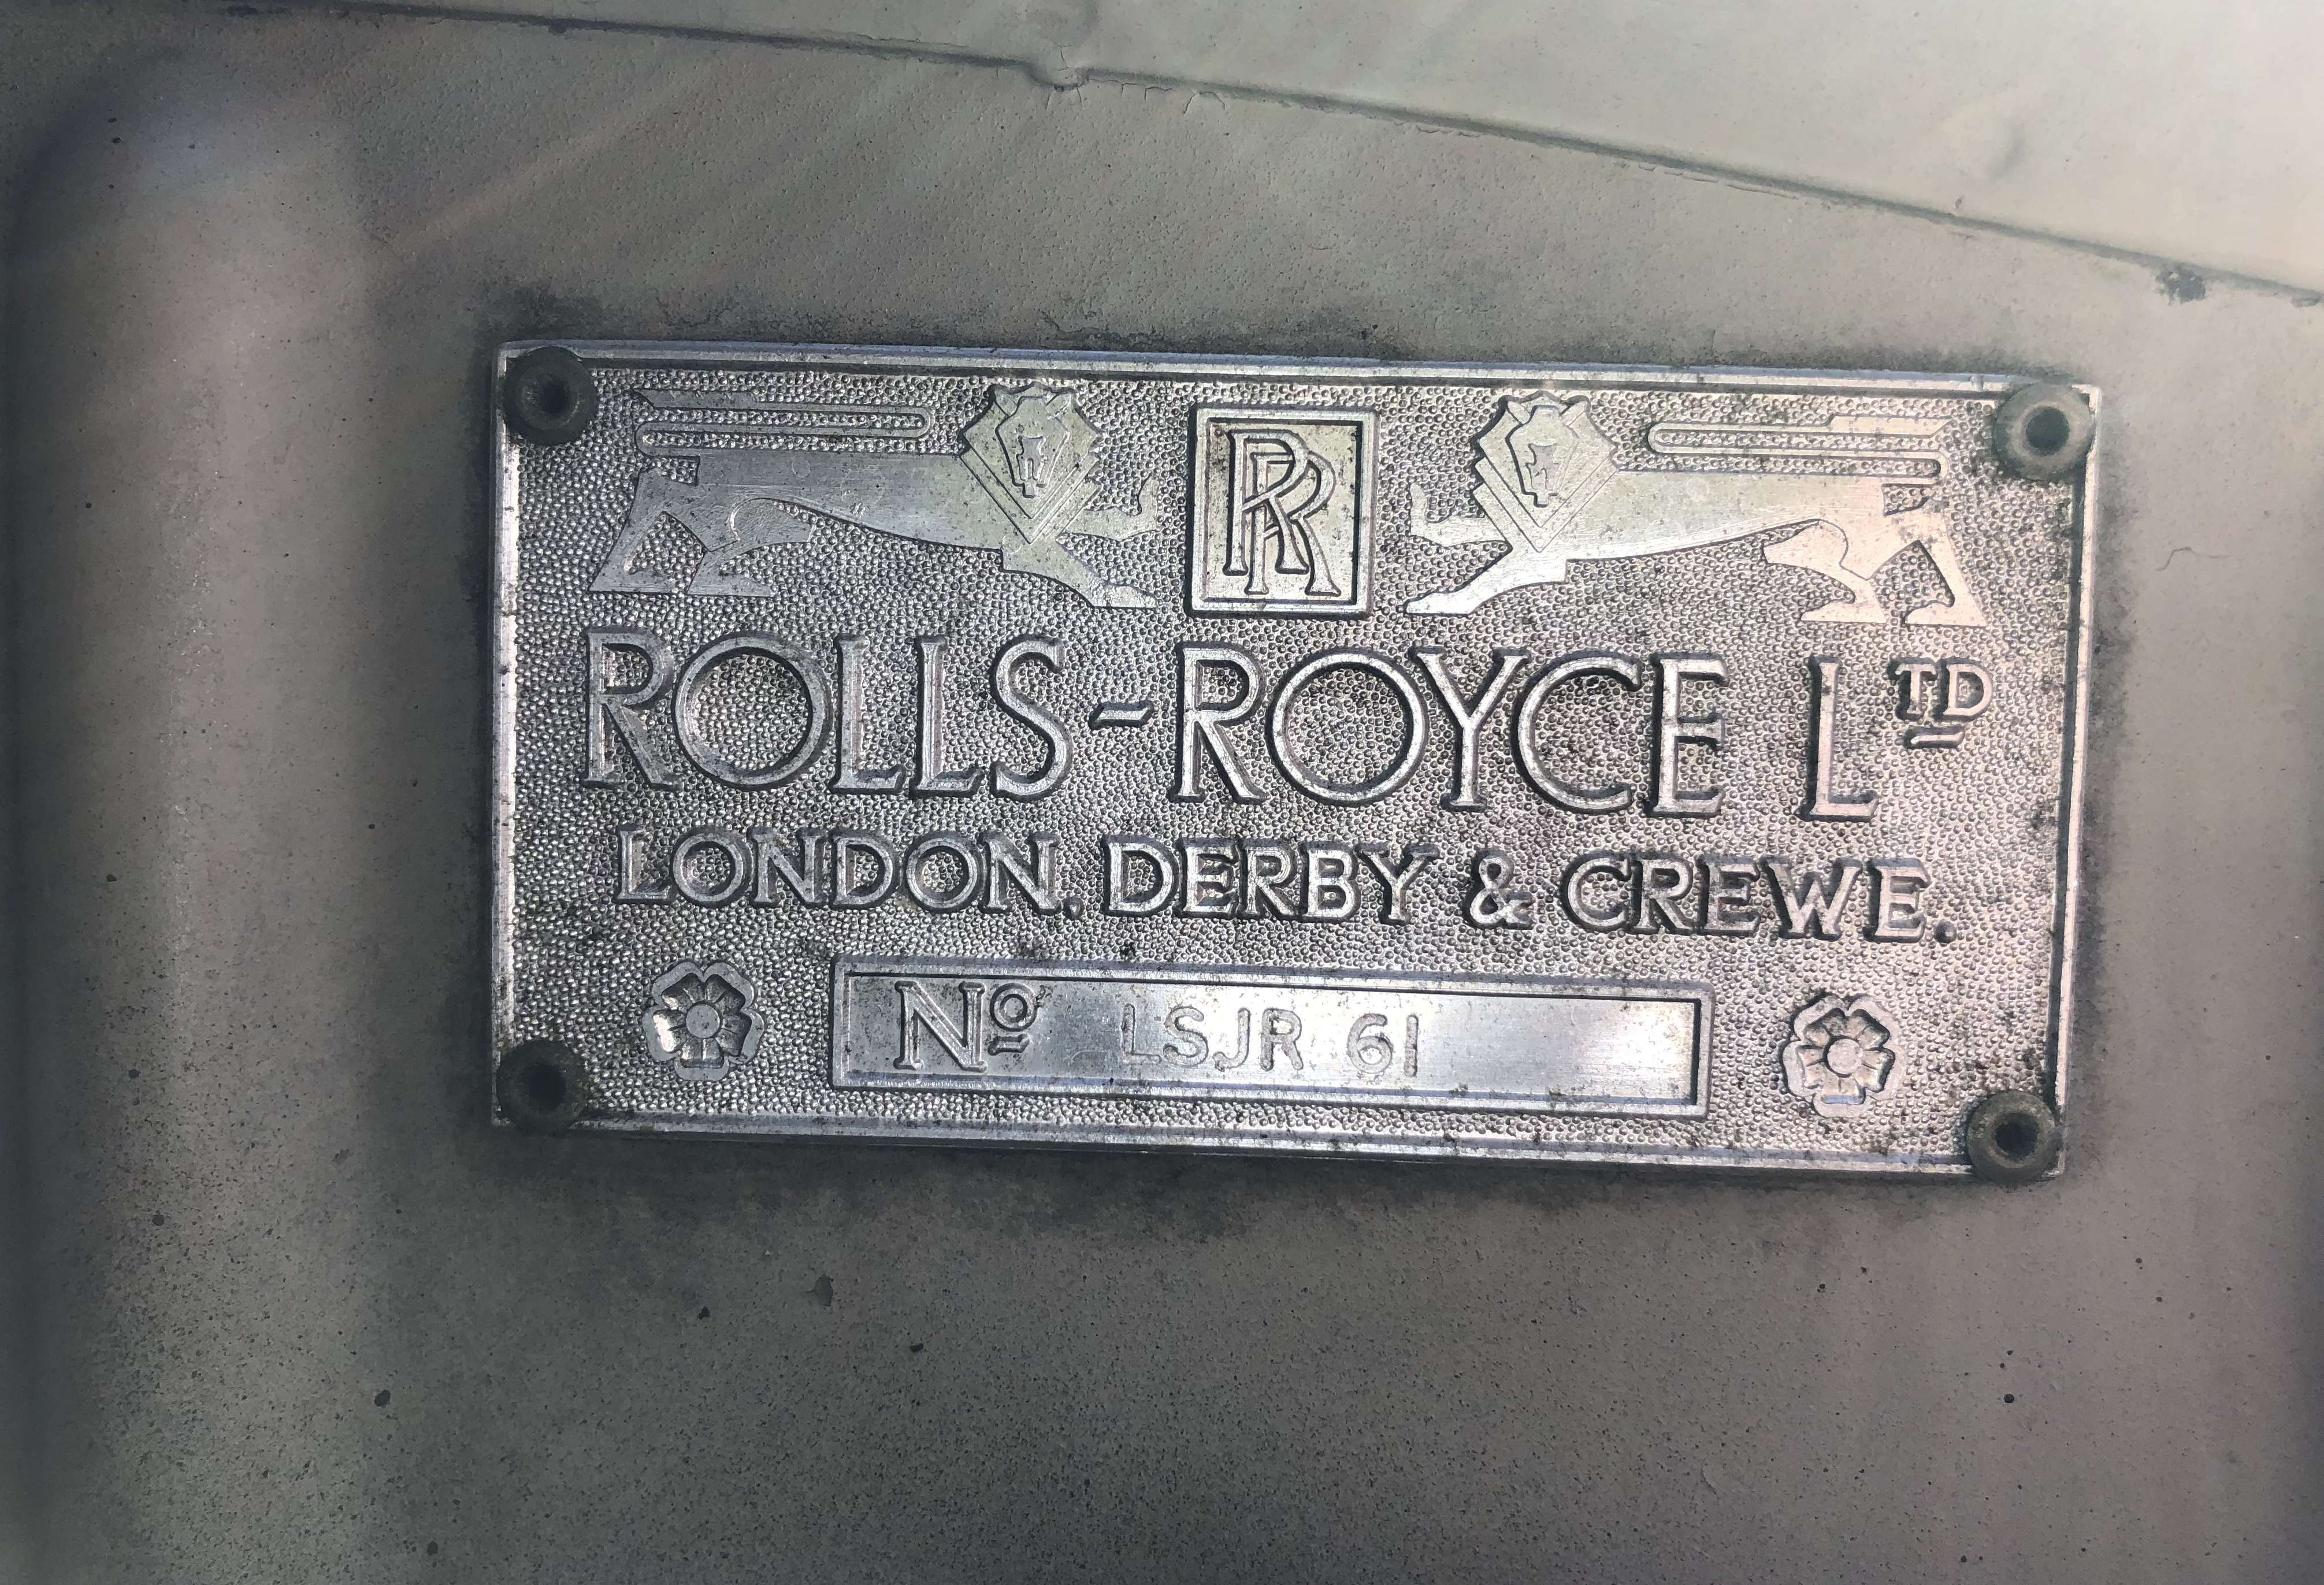 RR
ROLLS-ROYCE LTD
LONDON, DERBY & CREWE.
No LSJR 61